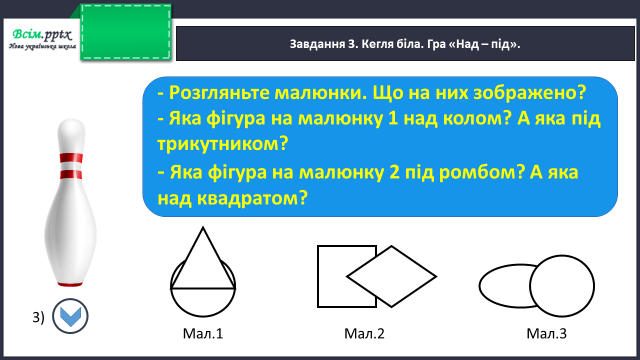 Всім.pptx
Нова українська школа
Завдання 3. Кегля біла. Гра «Над – під».
- Розгляньте малюнки. Що на них зображено?
- Яка фігура на малюнку 1 над колом? А яка під
трикутником?
- Яка фігура на малюнку 2 під ромбом? А яка
над квадратом?
3)
Мал.1
Мал.2
Мал.3